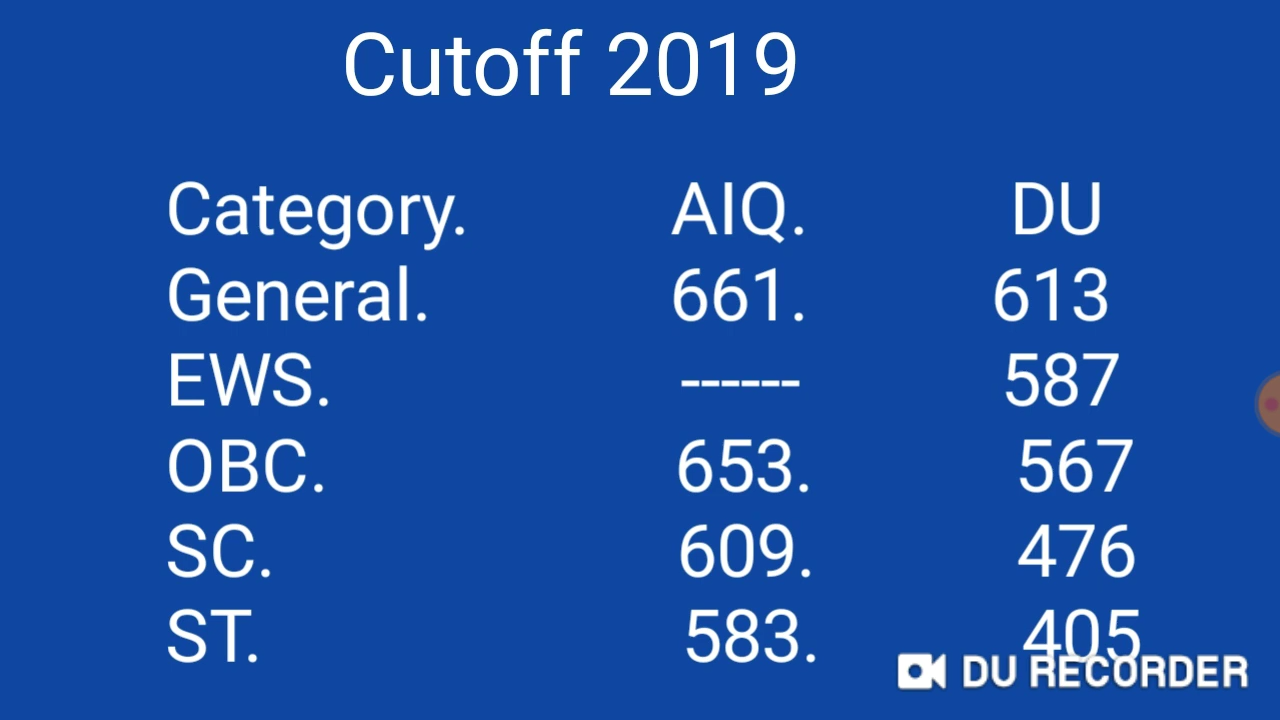 Cutoff 2019
Category. AIQ. DU
General. 661. 613
EWS. ------ 587
OBC. 653. 567
SC. 609. 476
ST. 583. 405
DU RECORDER